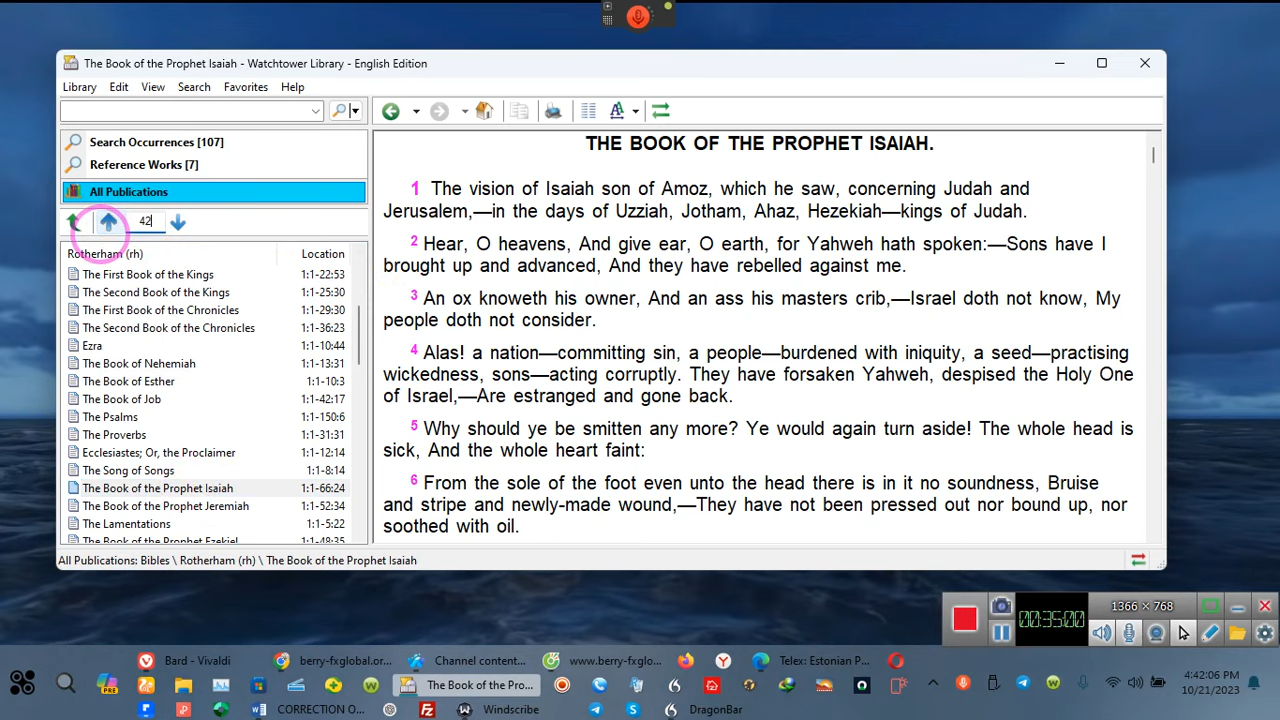 The Book of the Prophet Isaiah - Watchtower Library - English Edition
Library Edit View Search Favorites Help
Search Occurrences [107]
Reference Works [7]
All Publications
42
Rotherham (rh) Location
The First Book of the Kings 1:1-22:53
The Second Book of the Kings 1:1-25:30
The First Book of the Chronicles 1:1-29:30
The Second Book of the Chronicles 1:1-36:23
Ezra 1:1-10:44
The Book of Nehemiah 1:1-13:31
The Book of Esther 1:1-10:3
The Book of Job 1:1-42:17
The Psalms 1:1-150:6
The Proverbs 1:1-31:31
Ecclesiastes; Or, the Proclaimer 1:1-12:14
The Song of Songs 1:1-8:14
The Book of the Prophet Isaiah 1:1-66:24
The Book of the Prophet Jeremiah 1:1-52:34
The Lamentations 1:1-5:22
The Book of the Prophet Ezekiel 1:1-48:35
THE BOOK OF THE PROPHET ISAIAH.
1 The vision of Isaiah son of Amoz, which he saw, concerning Judah and
Jerusalem,—in the days of Uzziah, Jotham, Ahaz, Hezekiah—kings of Judah.
2 Hear, O heavens, And give ear, O earth, for Yahweh hath spoken:—Sons have I
brought up and advanced, And they have rebelled against me.
3 An ox knoweth his owner, And an ass his masters crib,—Israel doth not know, My
people doth not consider.
4 Alas! a nation—committing sin, a people—burdened with iniquity, a seed—practising
wickedness, sons—acting corruptly. They have forsaken Yahweh, despised the Holy One
of Israel,—Are estranged and gone back.
5 Why should ye be smitten any more? Ye would again turn aside! The whole head is
sick, And the whole heart faint:
6 From the sole of the foot even unto the head there is in it no soundness, Bruise
and stripe and newly-made wound,—They have not been pressed out nor bound up, nor
soothed with oil.
All Publications: Bibles \ Rotherham (rh) \ The Book of the Prophet Isaiah
00:35:00
1366 × 768
Bard - Vivaldi berry-fxglobal.or... Channel content... www.berry-fxglo... Telex: Estonian P...
PRE The Book of the Pro... 12
CORRECTION O... Windscribe DragonBar
4:42:06 PM
10/21/2023